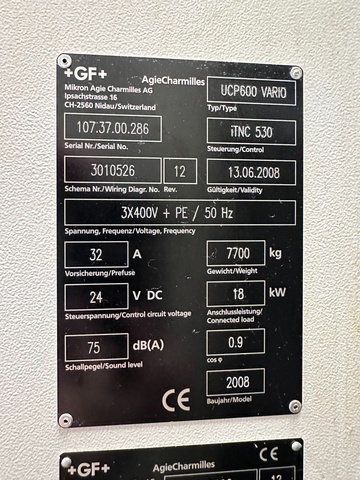 +GF+
AgieCharmilles
Mikron Agie Charmilles AG
Ipsachstrasse 16
CH-2560 Nidau/Switzerland
UCP600 VARIO
Typ/Type
107.37.00.286
Serial Nr./Serial No.
iTNC 530
Steuerung/Control
3010526
12
Schema Nr./Wiring Diagr. No. Rev.
13.06.2008
Gültigkeit/Validity
3X400V + PE / 50 Hz
Spannung, Frequenz/Voltage, Frequency
32 A
Vorsicherung/Prefuse
7700 kg
Gewicht/Weight
24 V DC
Steuerspannung/Control circuit voltage
18 kW
Anschlussleistung/
Connected load
75 dB(A)
Schallpegel/Sound level
0.9
cos φ
CE
2008
Baujahr/Model
+GF+
AgieCharmilles
CE
12